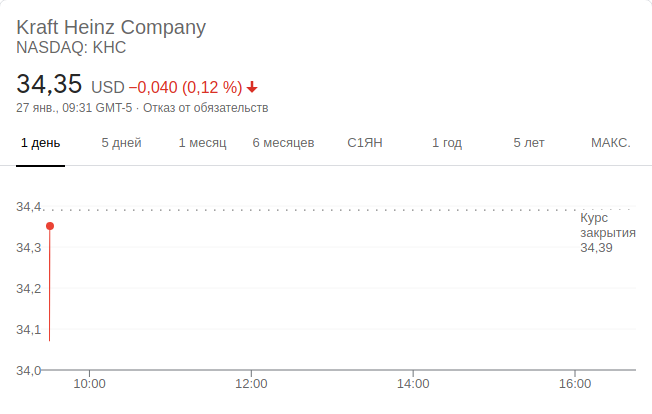 Kraft Heinz Company
NASDAQ: KHC
34,35 USD −0,040 (0,12 %)
27 янв., 09:31 GMT-5 · Отказ от обязательств
1 день 5 дней 1 месяц 6 месяцев С1ЯН 1 год 5 лет МАКС.
34,4
Курс
закрытия
34,3 34,39
34,2
34,1
34,0
10:00 12:00 14:00 16:00